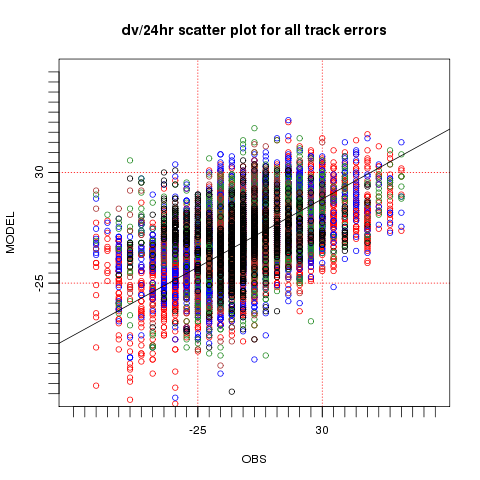 dv/24hr scatter plot for all track errors
MODEL
30
-25
-25 30
OBS